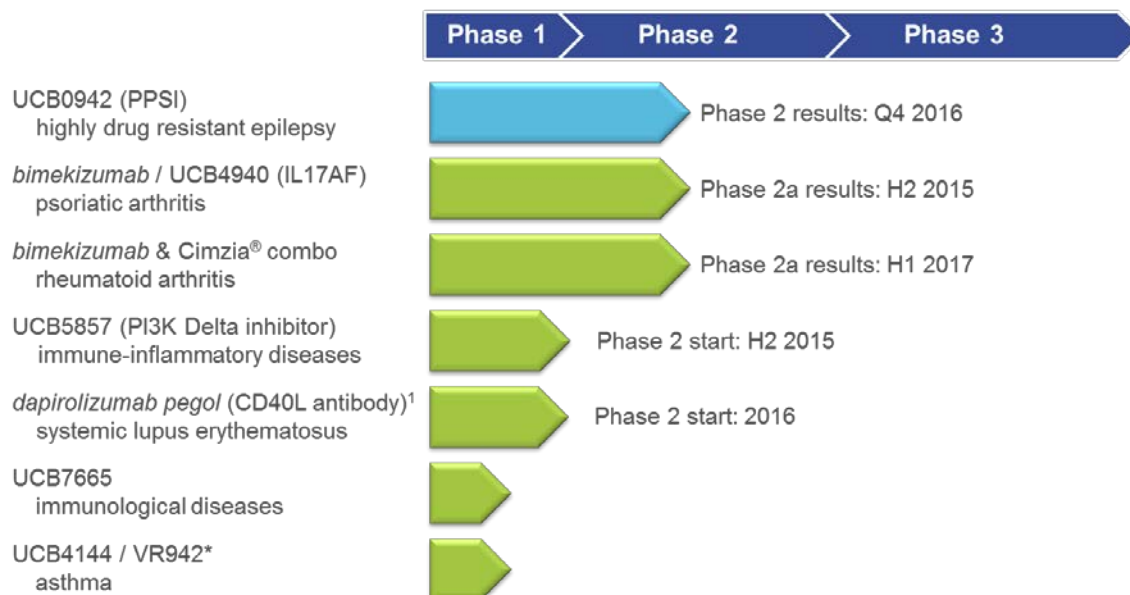 Phase 1 Phase 2 Phase 3
UCB0942 (PPSI)
highly drug resistant epilepsy
Phase 2 results: Q4 2016
bimekizumab / UCB4940 (IL17AF)
psoriatic arthritis
Phase 2a results: H2 2015
bimekizumab & Cimzia® combo
rheumatoid arthritis
Phase 2a results: H1 2017
UCB5857 (PI3K Delta inhibitor)
immune-inflammatory diseases
Phase 2 start: H2 2015
dapirolizumab pegol (CD40L antibody)¹
systemic lupus erythematosus
Phase 2 start: 2016
UCB7665
immunological diseases
UCB4144 / VR942*
asthma